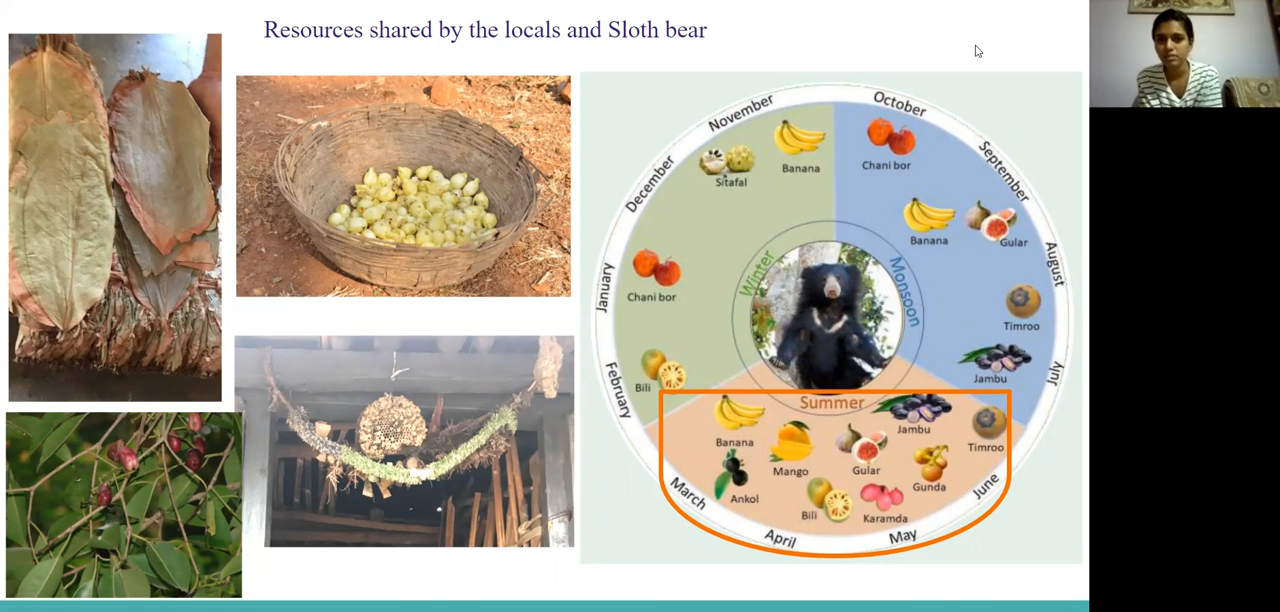 Resources shared by the locals and Sloth bear
November
October
December
September
January
August
February
July
March
June
April
May
Winter
Monsoon
Summer
Sitafal
Banana
Chani bor
Chani bor
Banana
Gular
Timroo
Jambu
Bili
Banana
Mango
Gular
Jambu
Timroo
Ankol
Bili
Karamda
Gunda